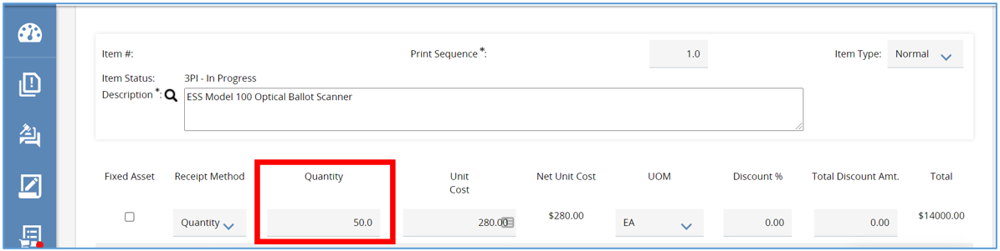 Item #: Print Sequence *: 1.0 Item Type: Normal
Item Status: 3PI - In Progress
Description *: ESS Model 100 Optical Ballot Scanner
Fixed Asset Receipt Method Quantity Unit Cost Net Unit Cost UOM Discount % Total Discount Amt. Total
Quantity 50.0 280.00 $280.00 EA 0.00 0.00 $14000.00